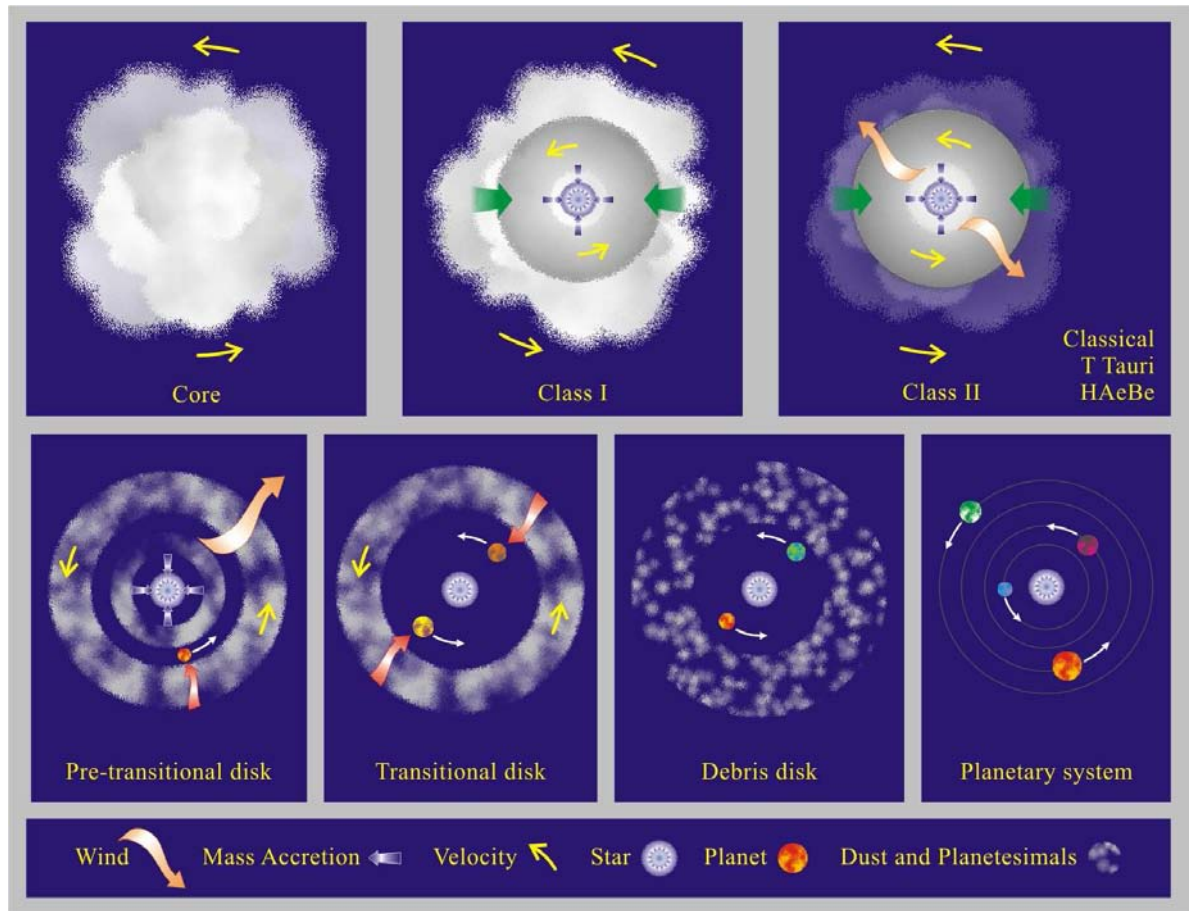 Core
Class I
Class II
Classical
T Tauri
HAeBe
Pre-transitional disk
Transitional disk
Debris disk
Planetary system
Wind
Mass Accretion
Velocity
Star
Planet
Dust and Planetesimals